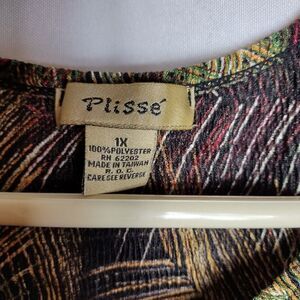 Plissé
1X
100%POLYESTER
RN 62202
MADE IN TAIWAN
R. O. C.
CARE SEE REVERSE